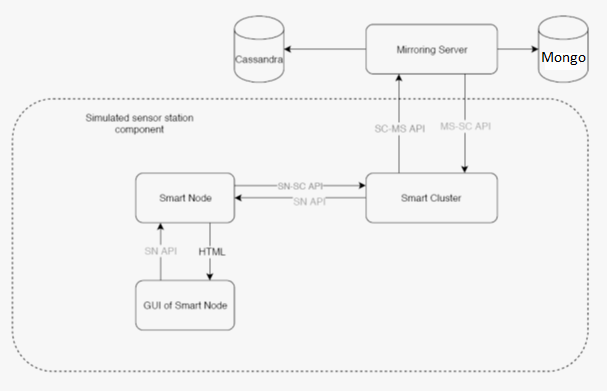 Cassandra
Mirroring Server
Mongo
Simulated sensor station
component
SC-MS API
MS-SC API
Smart Node
SN-SC API
SN API
Smart Cluster
SN API
HTML
GUI of Smart Node